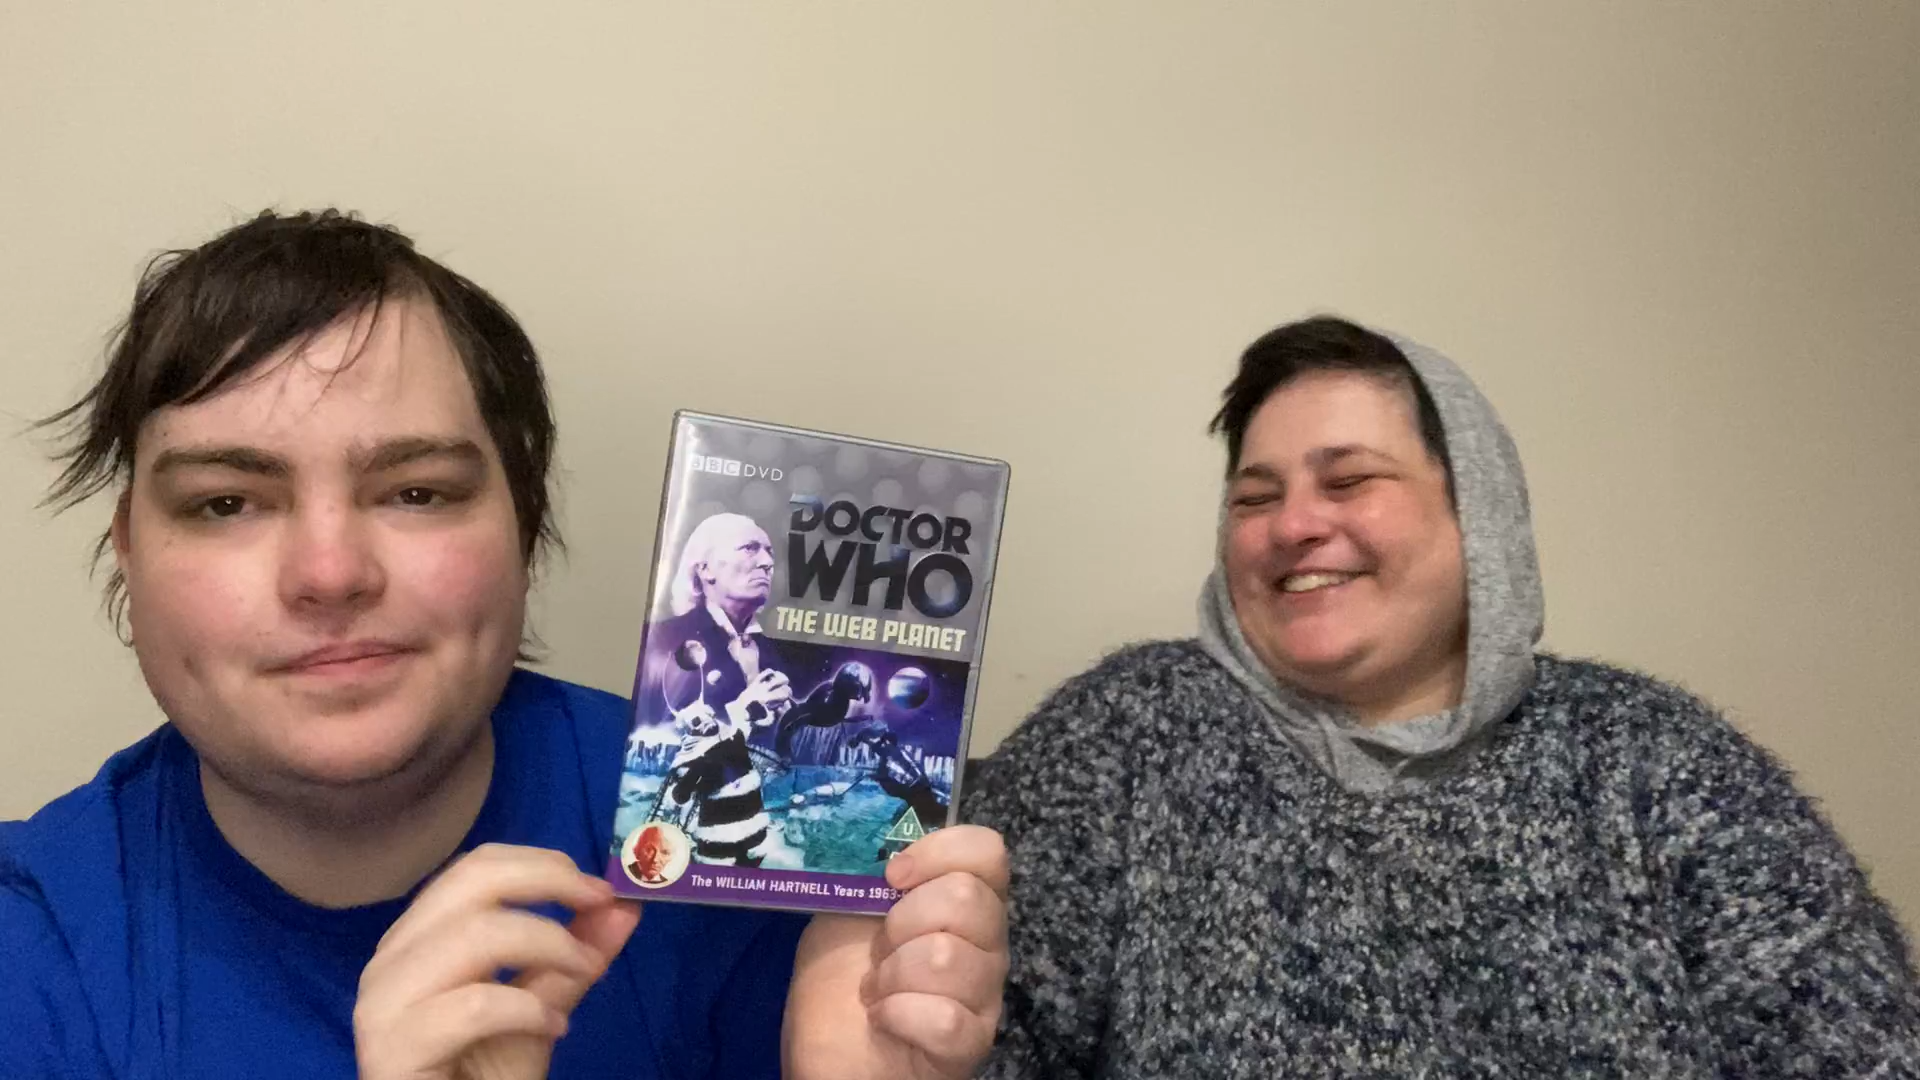 BBC DVD
DOCTOR
WHO
THE WEB PLANET
U
The WILLIAM HARTNELL Years 1963-